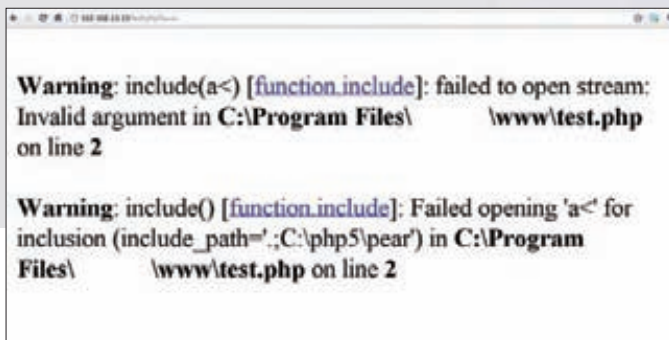 Warning: include(a<) [function.include]: failed to open stream:
Invalid argument in C:\Program Files\ \www\test.php
on line 2
Warning: include() [function.include]: Failed opening 'a<' for
inclusion (include_path='.;C:\php5\pear') in C:\Program
Files\ \www\test.php on line 2